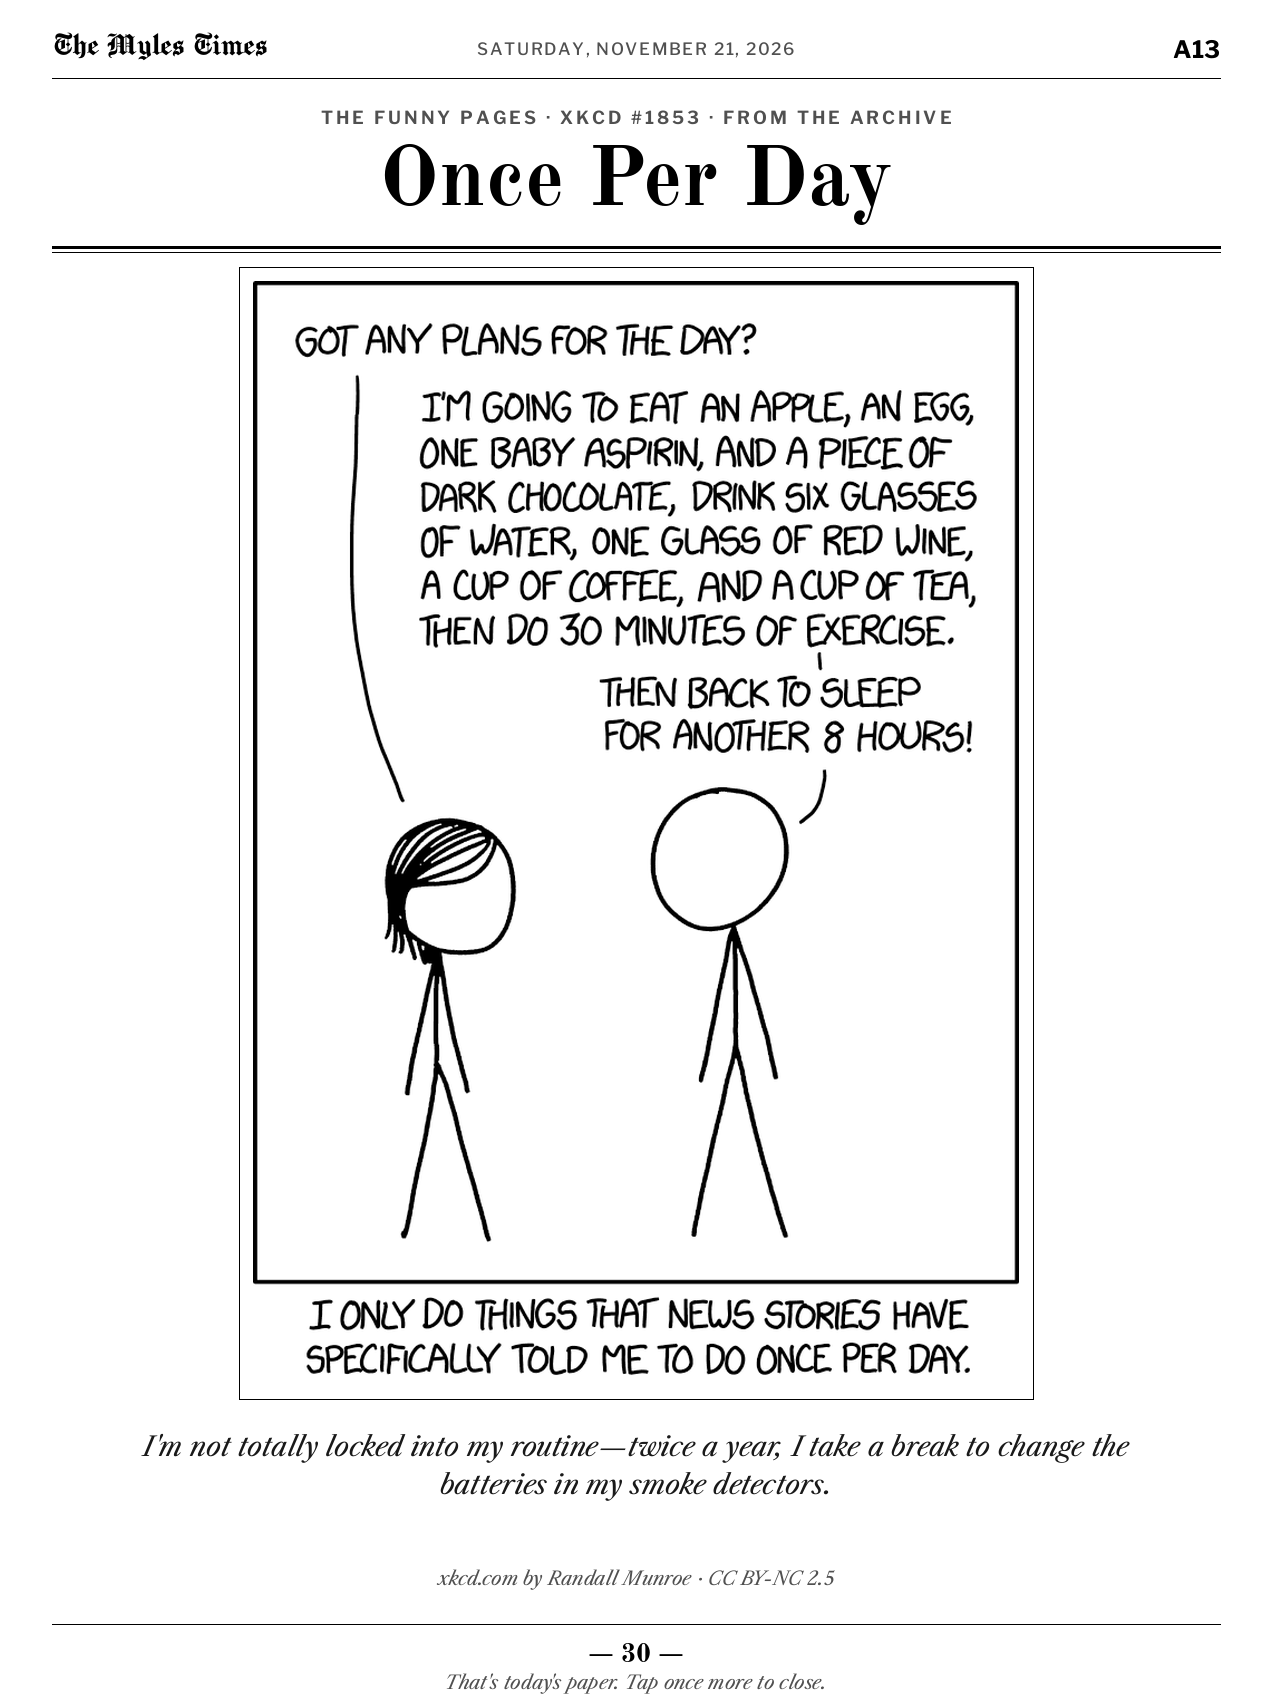 The Myles Times
SATURDAY, NOVEMBER 21, 2026
A13
THE FUNNY PAGES · XKCD #1853 · FROM THE ARCHIVE
Once Per Day
GOT ANY PLANS FOR THE DAY?
I'M GOING TO EAT AN APPLE, AN EGG,
ONE BABY ASPIRIN, AND A PIECE OF
DARK CHOCOLATE, DRINK SIX GLASSES
OF WATER, ONE GLASS OF RED WINE,
A CUP OF COFFEE, AND A CUP OF TEA,
THEN DO 30 MINUTES OF EXERCISE.
THEN BACK TO SLEEP
FOR ANOTHER 8 HOURS!
I ONLY DO THINGS THAT NEWS STORIES HAVE
SPECIFICALLY TOLD ME TO DO ONCE PER DAY.
I'm not totally locked into my routine—twice a year, I take a break to change the
batteries in my smoke detectors.
xkcd.com by Randall Munroe · CC BY-NC 2.5
— 30 —
That's today's paper. Tap once more to close.